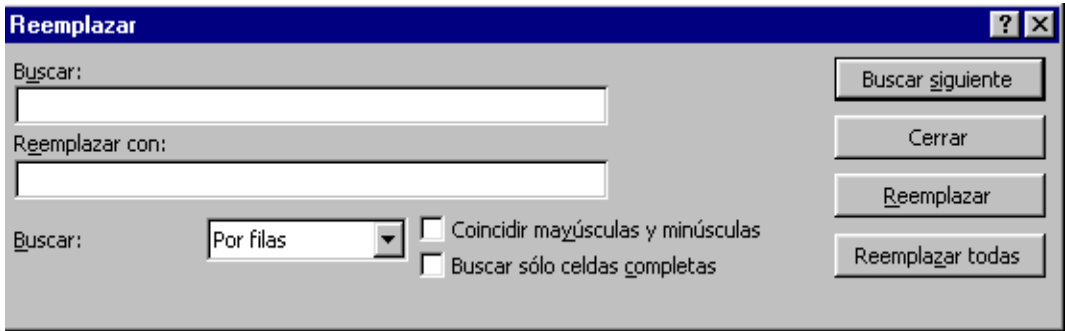 Reemplazar
Buscar:
Reemplazar con:
Buscar:
Por filas
Coincidir mayúsculas y minúsculas
Buscar sólo celdas completas
Buscar siguiente
Cerrar
Reemplazar
Reemplazar todas